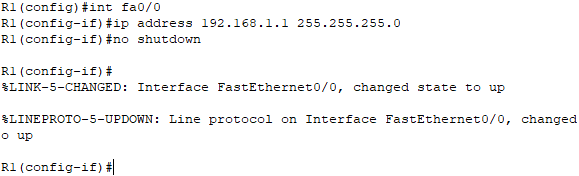 R1(config)#int fa0/0
R1(config-if)#ip address 192.168.1.1 255.255.255.0
R1(config-if)#no shutdown
R1(config-if)#
%LINK-5-CHANGED: Interface FastEthernet0/0, changed state to up
%LINEPROTO-5-UPDOWN: Line protocol on Interface FastEthernet0/0, changed
o up
R1(config-if)#